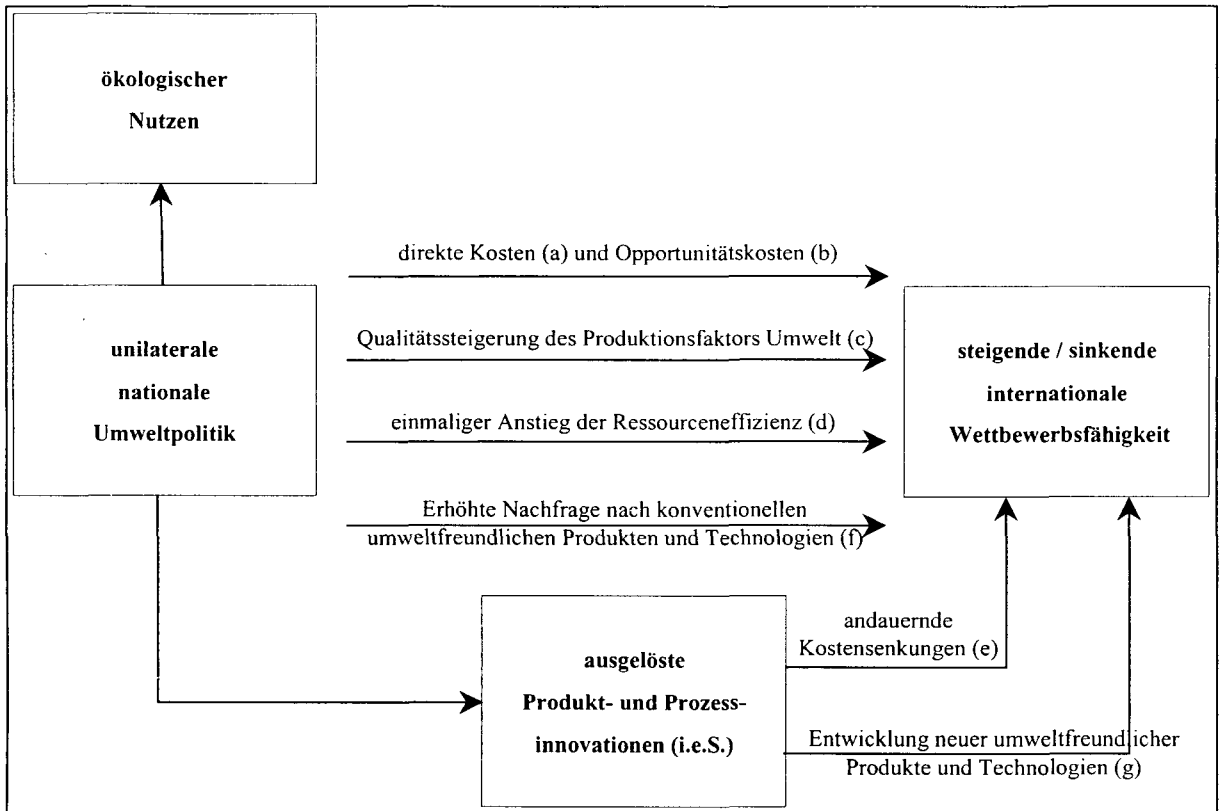 ökologischer
Nutzen
direkte Kosten (a) und Opportunitätskosten (b)
unilaterale
nationale
Umweltpolitik
Qualitätssteigerung des Produktionsfaktors Umwelt (c)
einmaliger Anstieg der Ressourceneffizienz (d)
Erhöhte Nachfrage nach konventionellen
umweltfreundlichen Produkten und Technologien (f)
steigende / sinkende
internationale
Wettbewerbsfähigkeit
ausgelöste
Produkt- und Prozess-
innovationen (i.e.S.)
andauernde
Kostensenkungen (e)
Entwicklung neuer umweltfreundlicher
Produkte und Technologien (g)